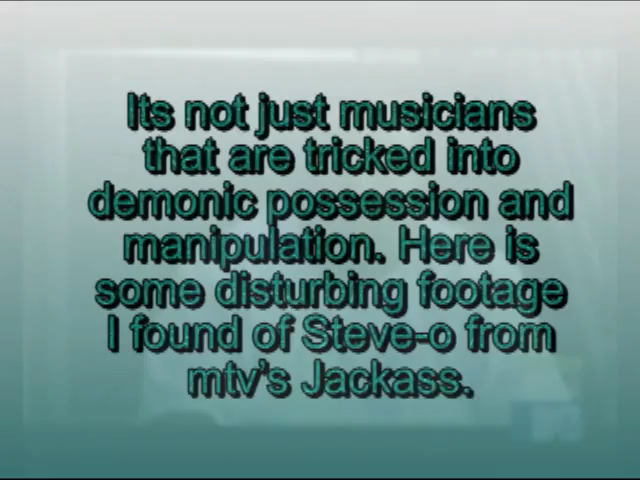 Its not just musicians
that are tricked into
demonic possession and
manipulation. Here is
some disturbing footage
I found of Steve-o from
mtv's Jackass.